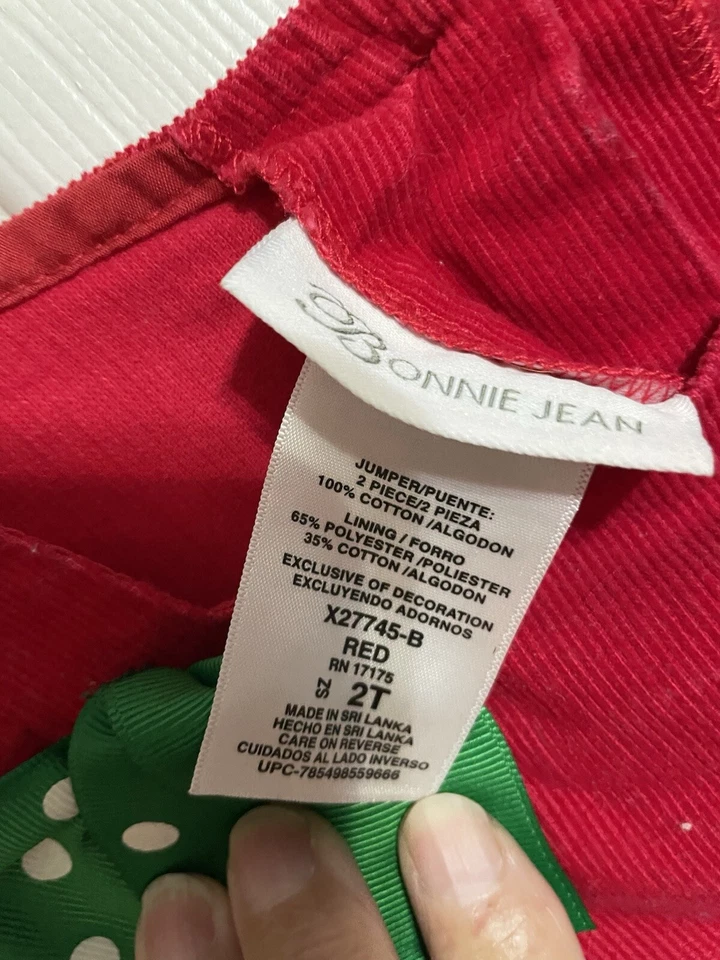 BONNIE JEAN
JUMPER/PUENTE:
2 PIECE/2 PIEZA
100% COTTON /ALGODON
LINING / FORRO
65% POLYESTER /POLIESTER
35% COTTON /ALGODON
EXCLUSIVE OF DECORATION
EXCLUYENDO ADORNOS
X27745-B
RED
RN 17175
SZ 2T
MADE IN SRI LANKA
HECHO EN SRI LANKA
CARE ON REVERSE
CUIDADOS AL LADO INVERSO
UPC-785498559666